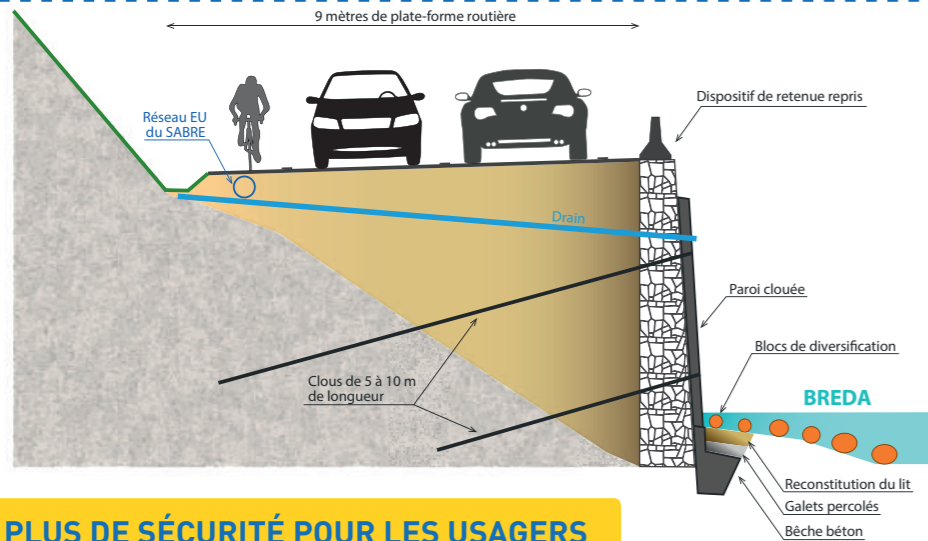 9 mètres de plate-forme routière
Dispositif de retenue repris
Réseau EU
du SABRE
Drain
Paroi clouée
Blocs de diversification
Clous de 5 à 10 m
de longueur
BREDA
Reconstitution du lit
Galets percolés
Bêche béton
PLUS DE SÉCURITÉ POUR LES USAGERS